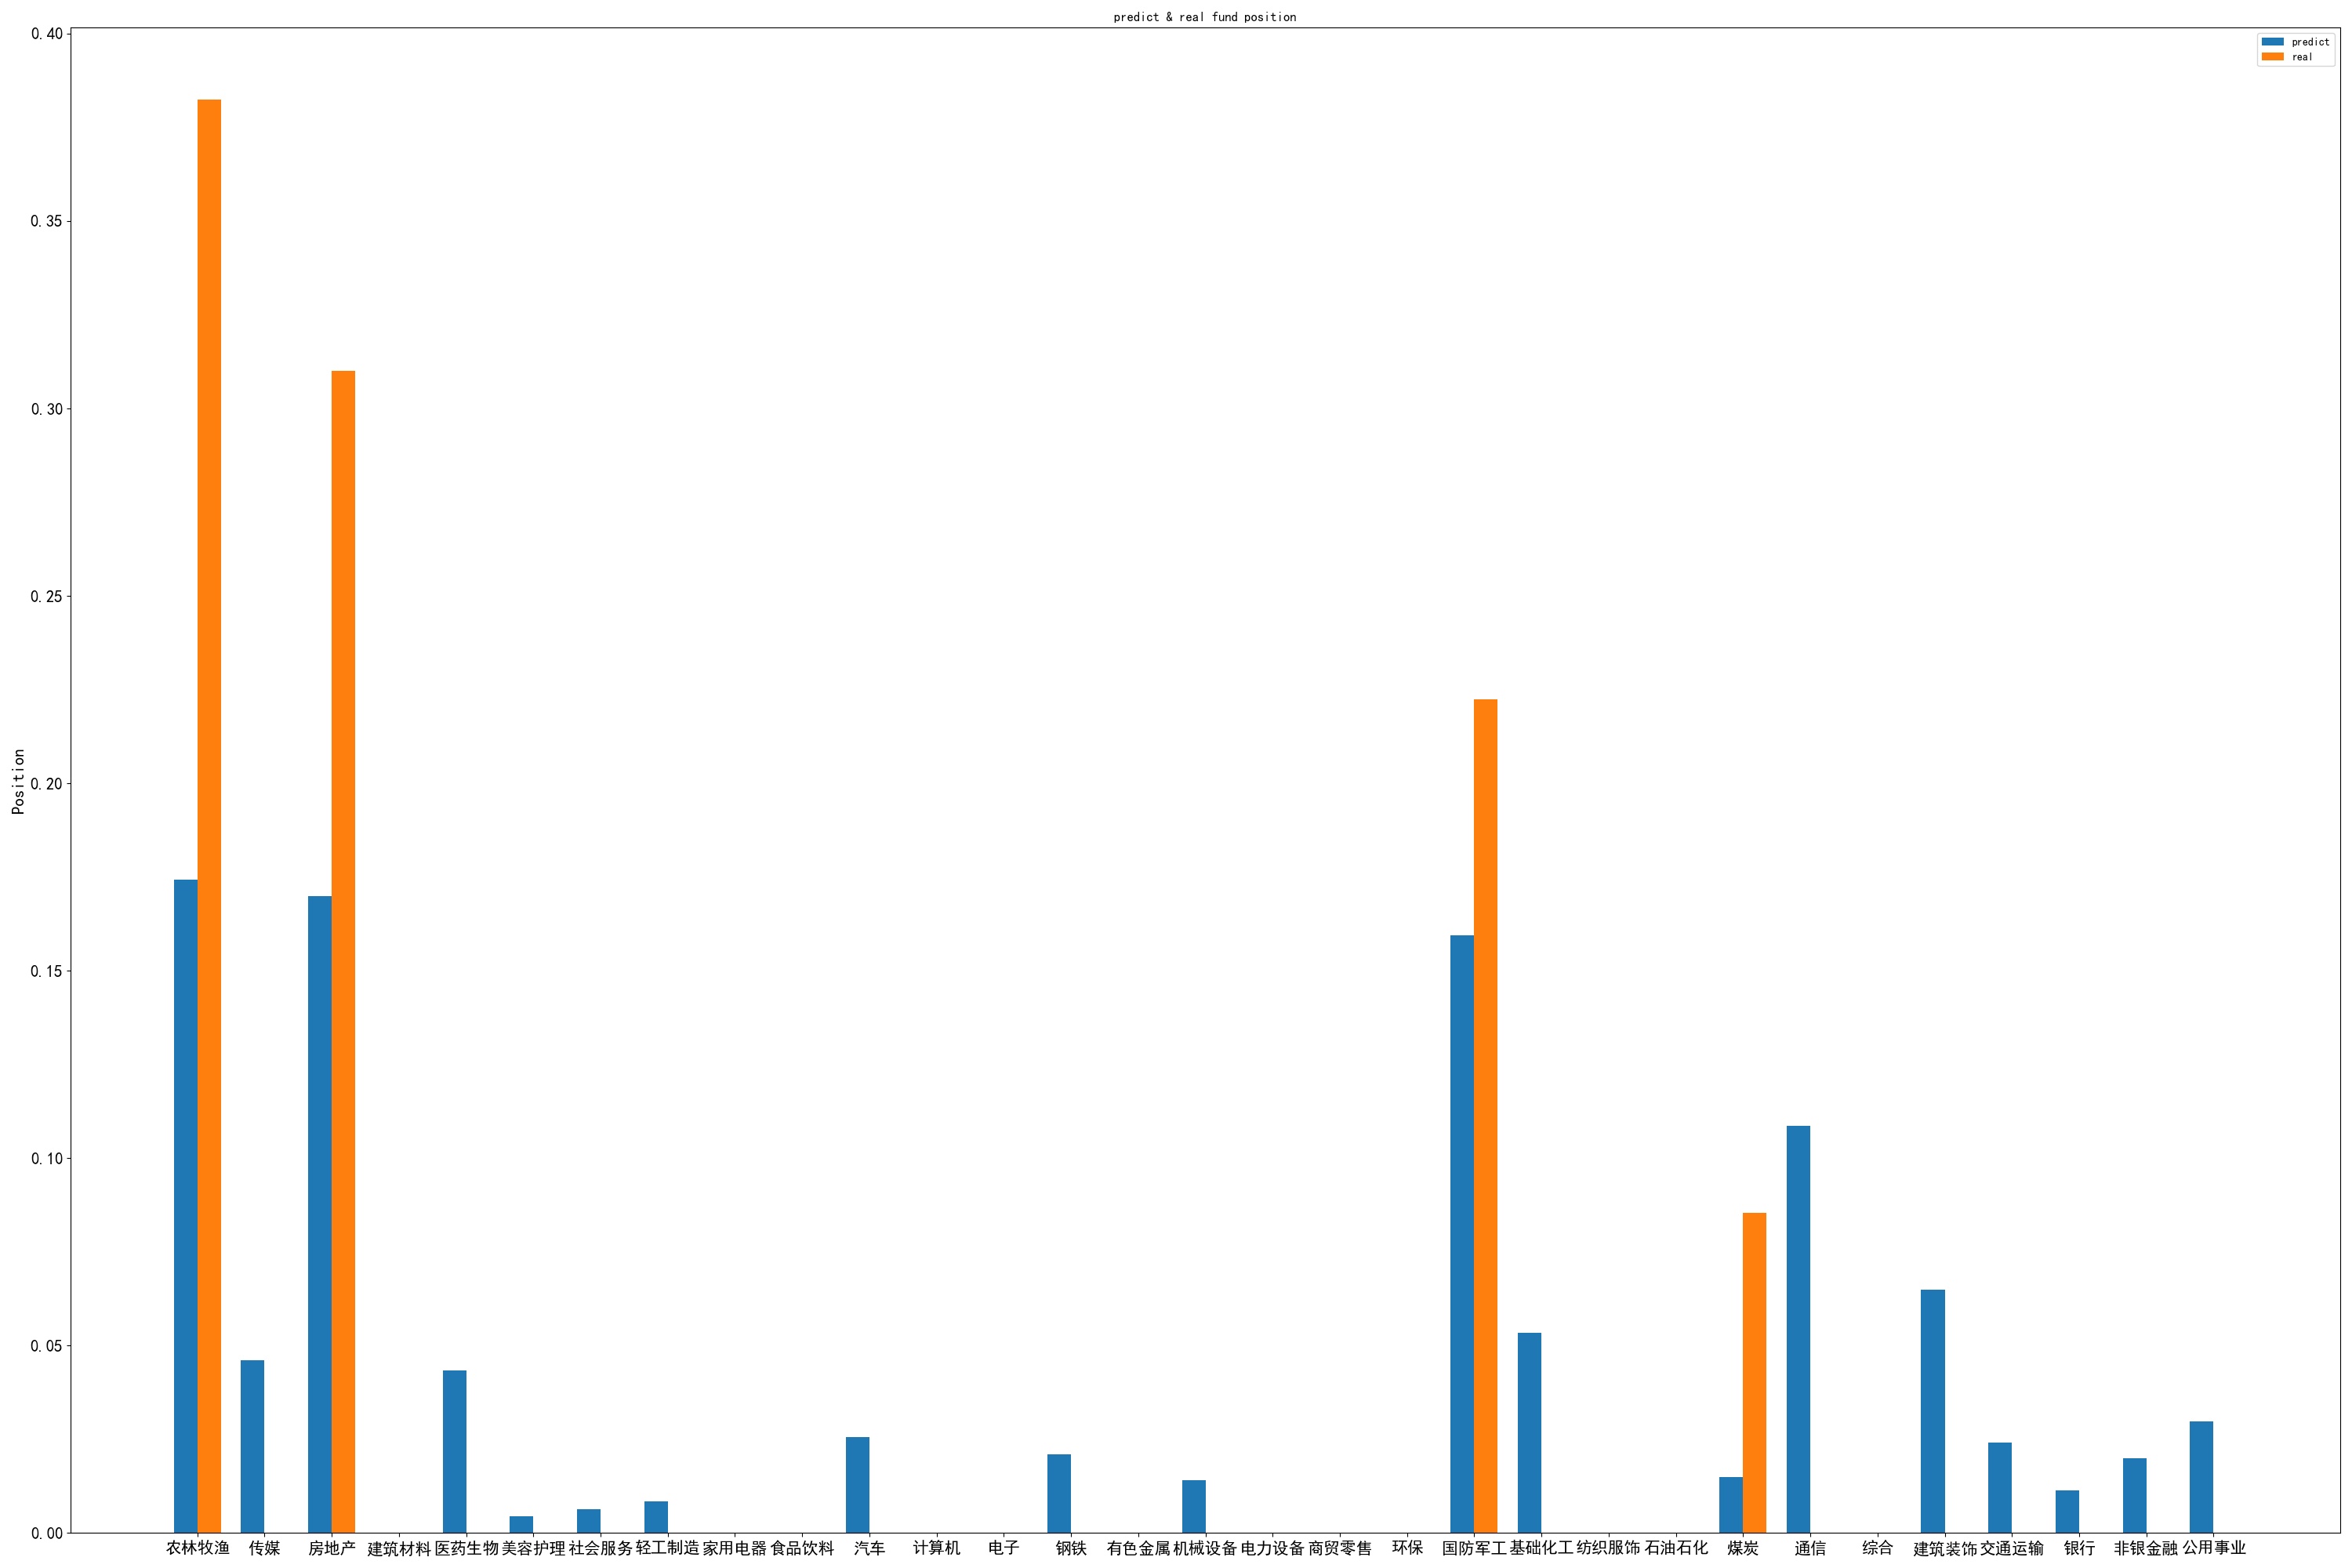 predict & real fund position
predict
real
Position
0.40
0.35
0.30
0.25
0.20
0.15
0.10
0.05
0.00
农林牧渔 传媒 房地产 建筑材料 医药生物 美容护理 社会服务 轻工制造 家用电器 食品饮料 汽车 计算机 电子 钢铁 有色金属 机械设备 电力设备 商贸零售 环保 国防军工 基础化工 纺织服饰 石油石化 煤炭 通信 综合 建筑装饰 交通运输 银行 非银金融 公用事业